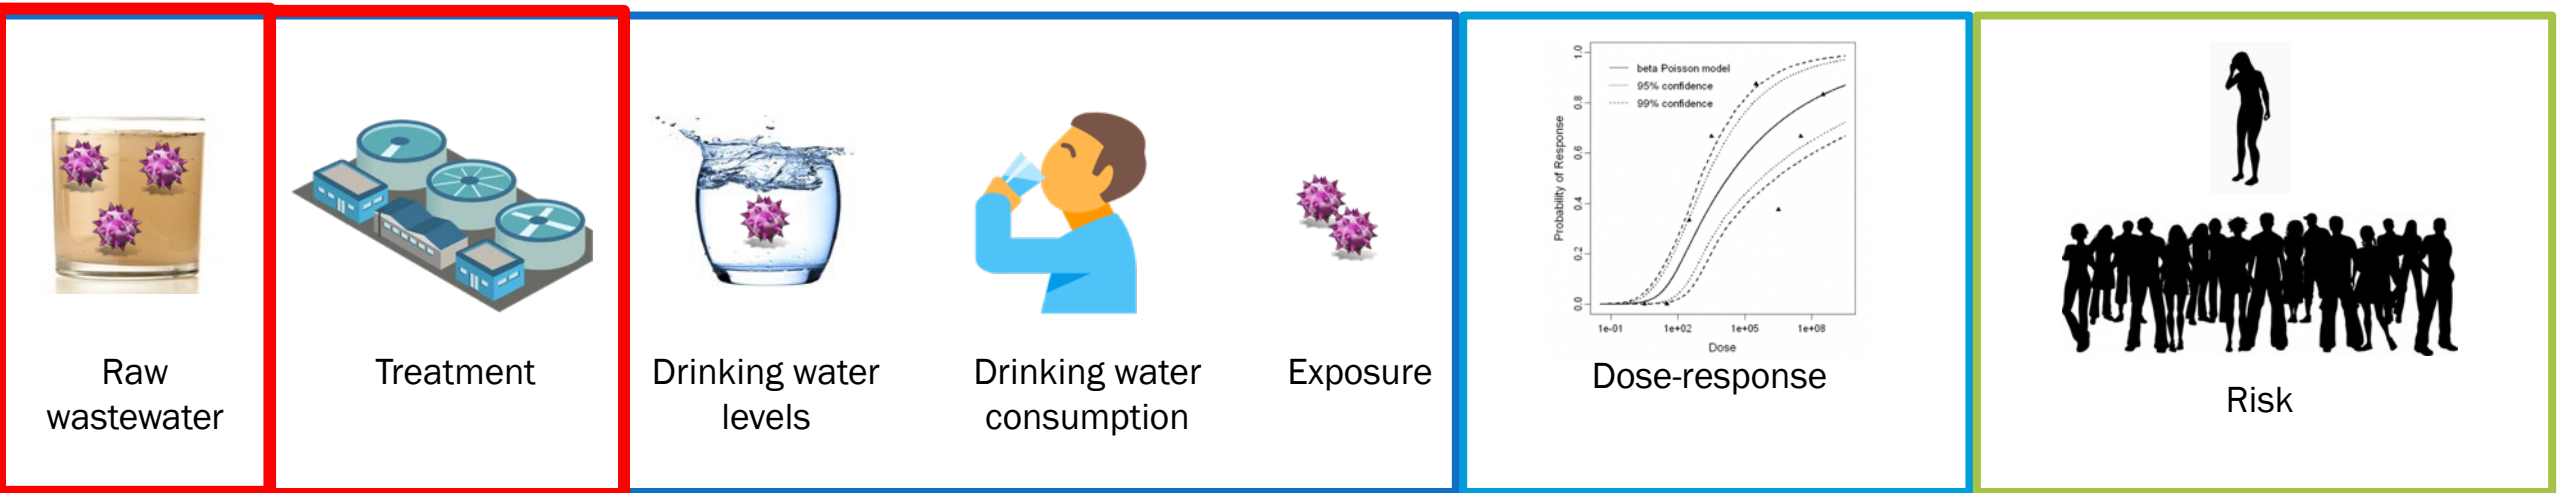 Raw
wastewater
Treatment
Drinking water
levels
Drinking water
consumption
Exposure
beta Poisson model
95% confidence
99% confidence
Probability of Response
1.0
0.8
0.6
0.4
0.2
0.0
1e-01 1e+02 1e+05 1e+08
Dose
Dose-response
Risk